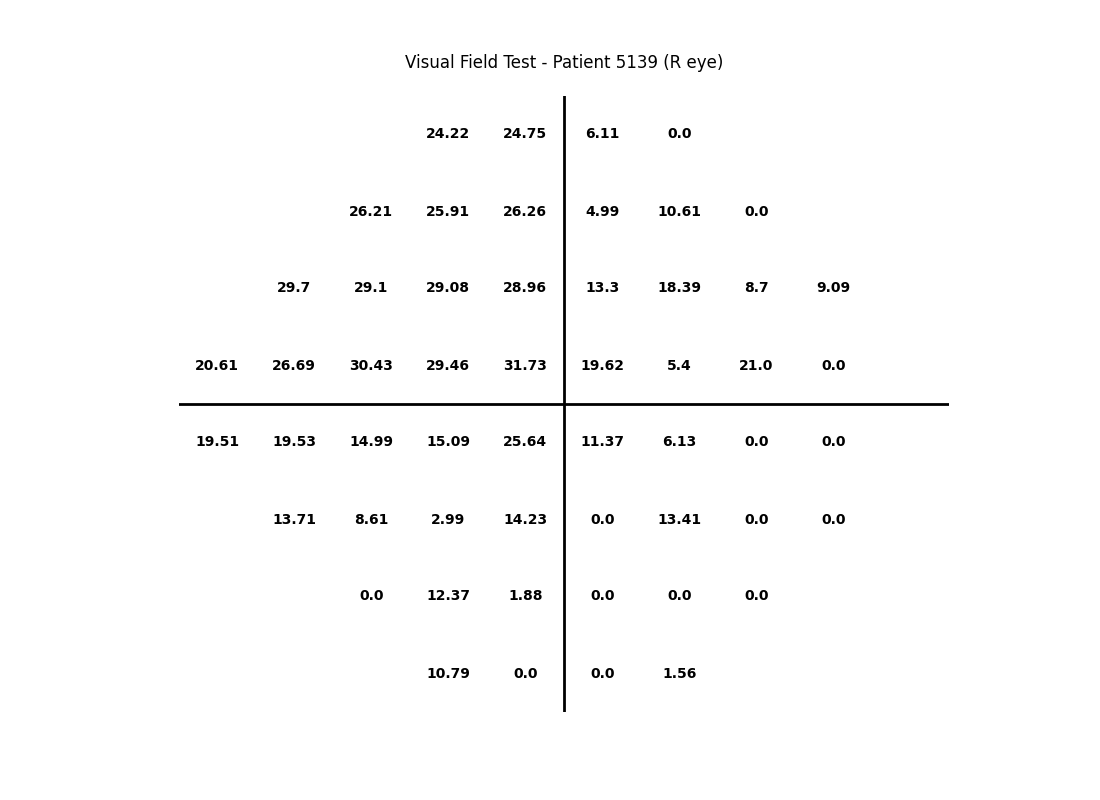 Visual Field Test - Patient 5139 (R eye)
24.22 24.75 6.11 0.0
26.21 25.91 26.26 4.99 10.61 0.0
29.7 29.1 29.08 28.96 13.3 18.39 8.7 9.09
20.61 26.69 30.43 29.46 31.73 19.62 5.4 21.0 0.0
19.51 19.53 14.99 15.09 25.64 11.37 6.13 0.0 0.0
13.71 8.61 2.99 14.23 0.0 13.41 0.0 0.0
0.0 12.37 1.88 0.0 0.0 0.0
10.79 0.0 0.0 1.56